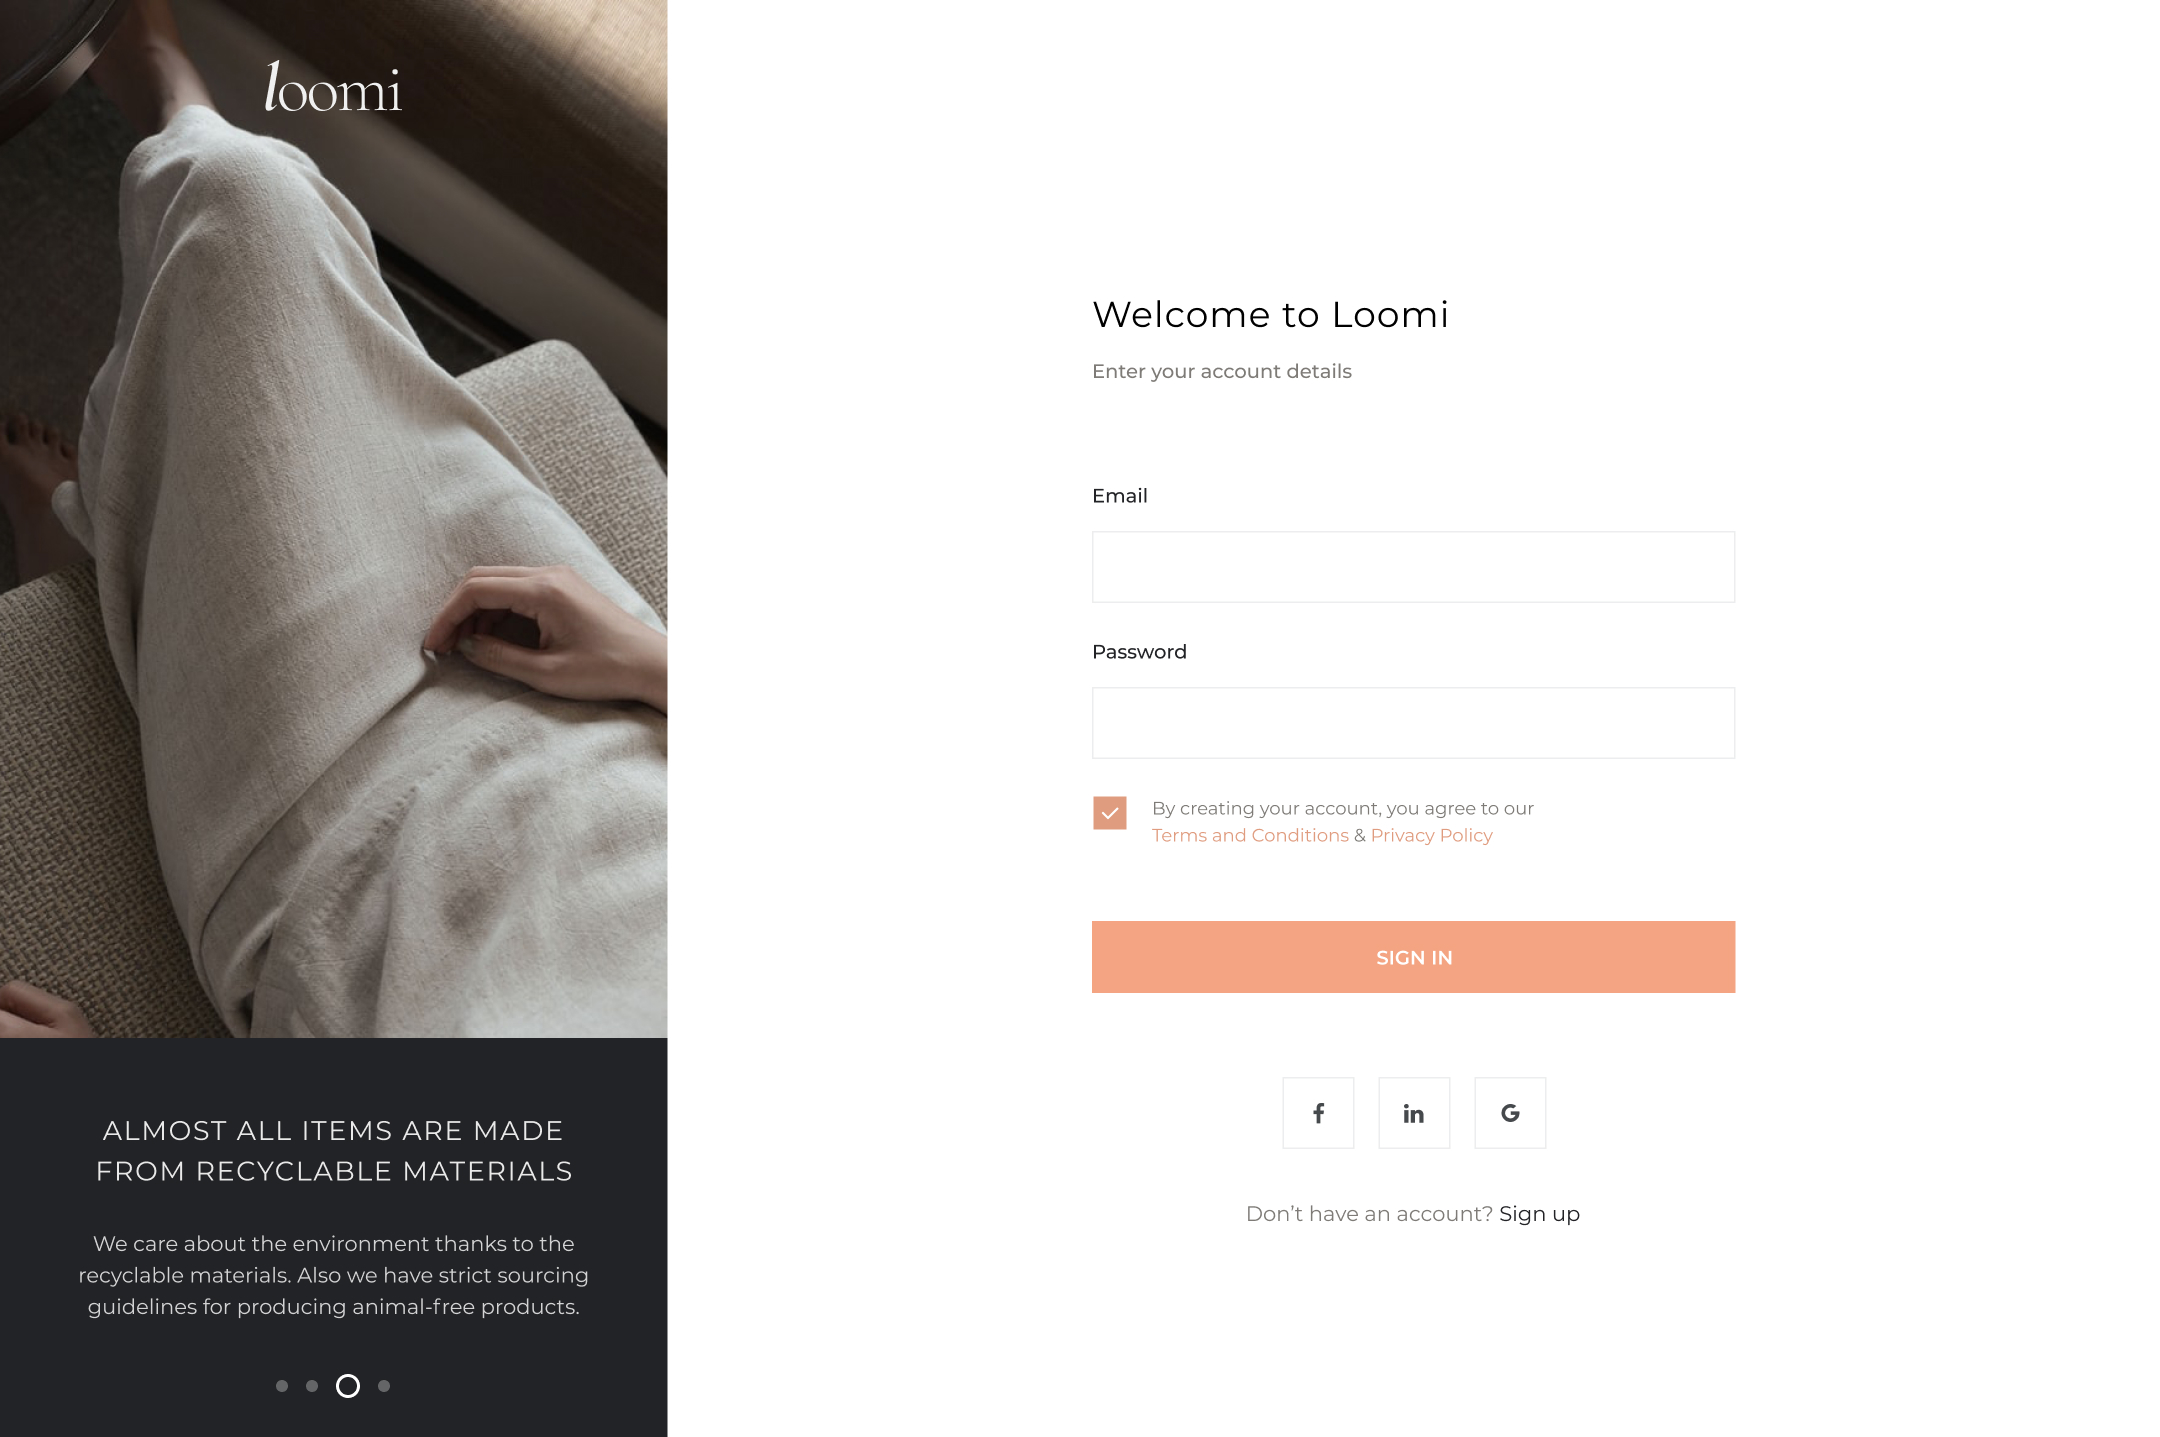 loomi
ALMOST ALL ITEMS ARE MADE
FROM RECYCLABLE MATERIALS
We care about the environment thanks to the
recyclable materials. Also we have strict sourcing
guidelines for producing animal-free products.
Welcome to Loomi
Enter your account details
Email
Password
By creating your account, you agree to our
Terms and Conditions & Privacy Policy
SIGN IN
f in G
Don’t have an account? Sign up